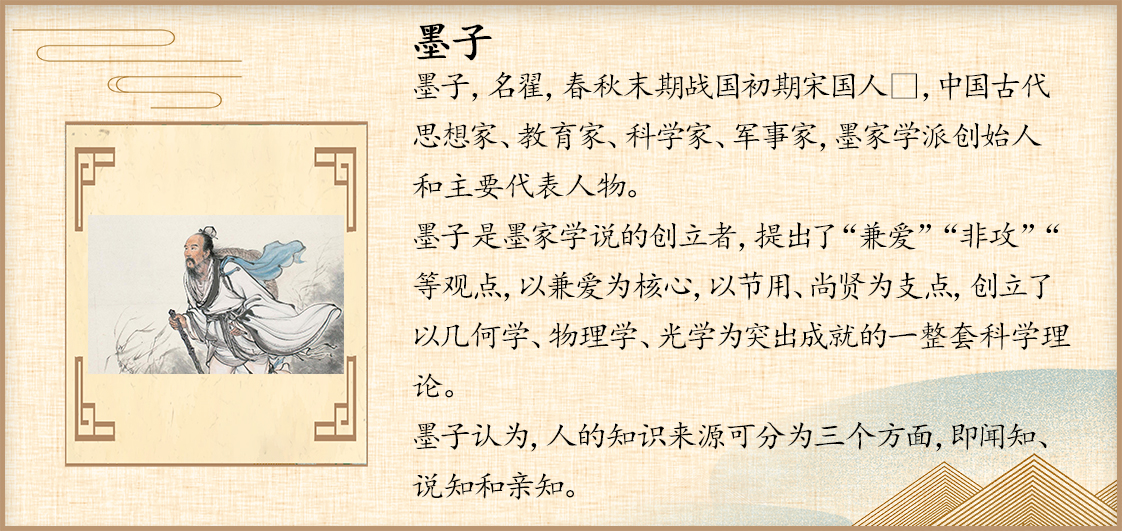 墨子
墨子，名翟，春秋末期战国初期宋国人□，中国古代
思想家、教育家、科学家、军事家，墨家学派创始人
和主要代表人物。
墨子是墨家学说的创立者，提出了“兼爱”“非攻”“
等观点，以兼爱为核心，以节用、尚贤为支点，创立了
以几何学、物理学、光学为突出成就的一整套科学理
论。
墨子认为，人的知识来源可分为三个方面，即闻知、
说知和亲知。